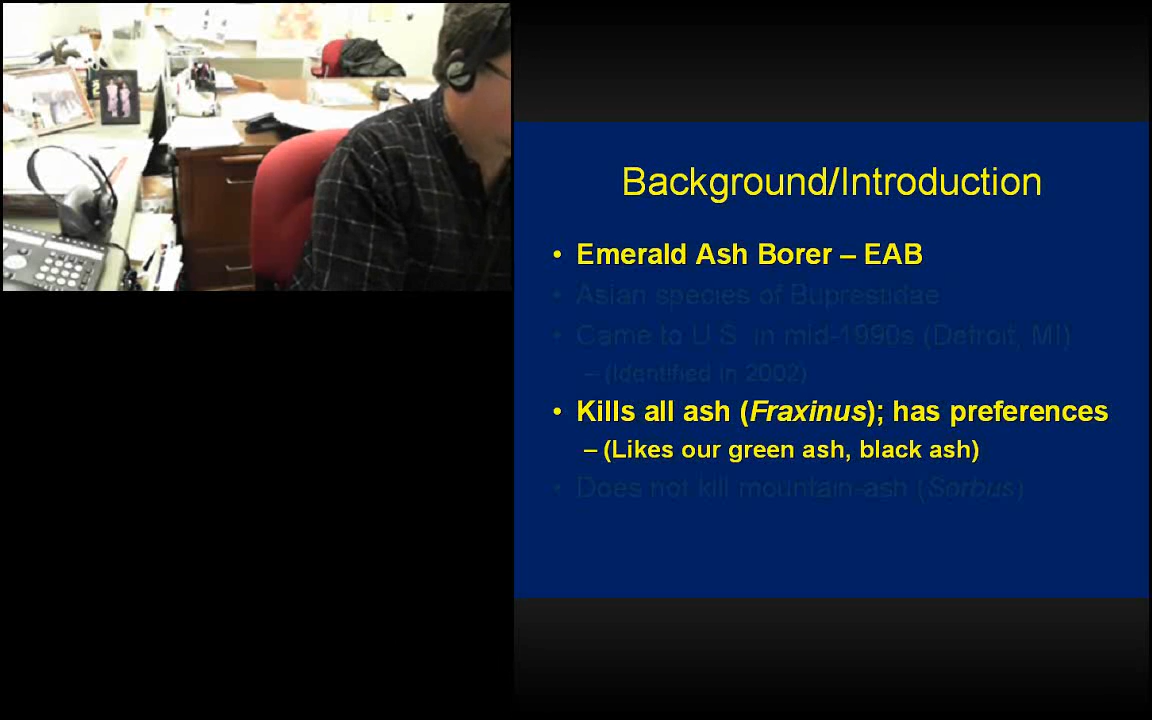 Background/Introduction
• Emerald Ash Borer – EAB
• Asian species of Buprestidae
• Came to U.S. in mid-1990s (Detroit, MI)
– (Identified in 2002)
• Kills all ash (Fraxinus); has preferences
– (Likes our green ash, black ash)
• Does not kill mountain-ash (Sorbus)